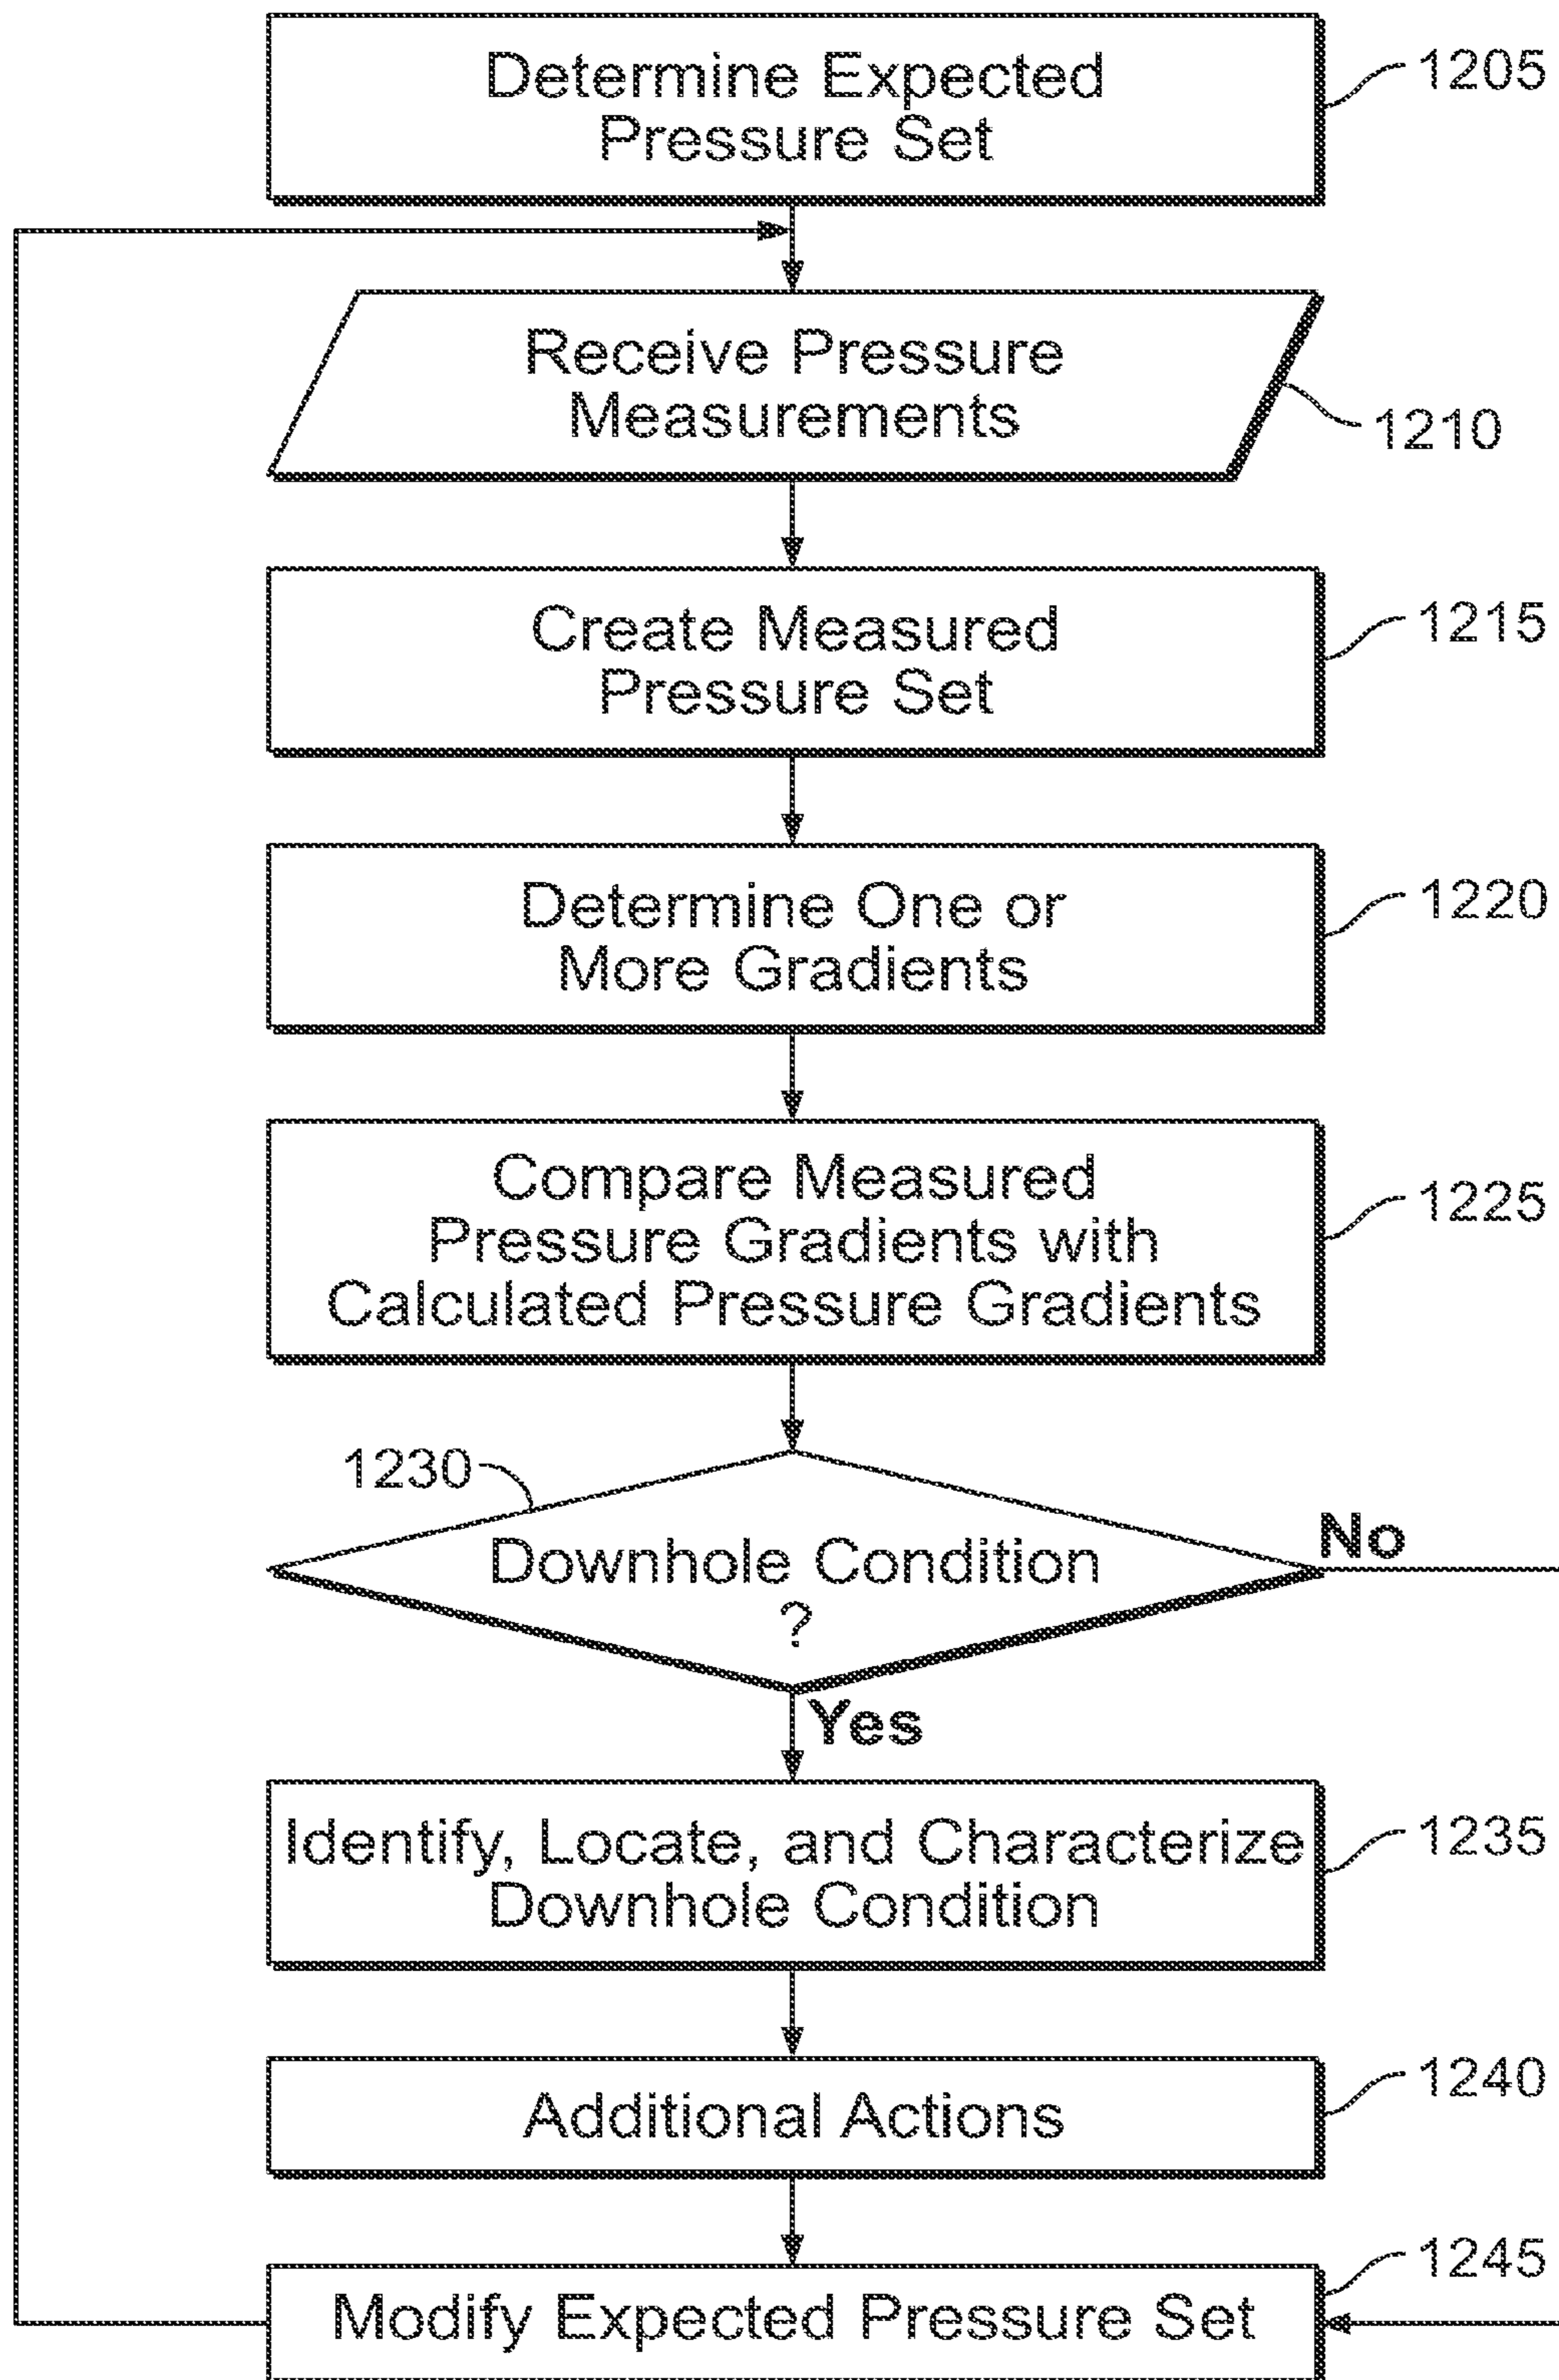 Determine Expected
Pressure Set
1205
Receive Pressure
Measurements
1210
Create Measured
Pressure Set
1215
Determine One or
More Gradients
1220
Compare Measured
Pressure Gradients with
Calculated Pressure Gradients
1225
1230
Downhole Condition
?
No
Yes
Identify, Locate, and Characterize
Downhole Condition
1235
Additional Actions
1240
Modify Expected Pressure Set
1245